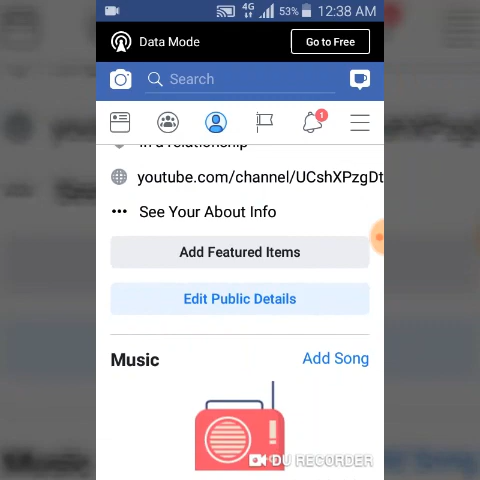 4G 53% 12:38 AM
Data Mode
Go to Free
Search
1
In a relationship
youtube.com/channel/UCshXPzgDt
See Your About Info
Add Featured Items
Edit Public Details
Music
Add Song
DU RECORDER